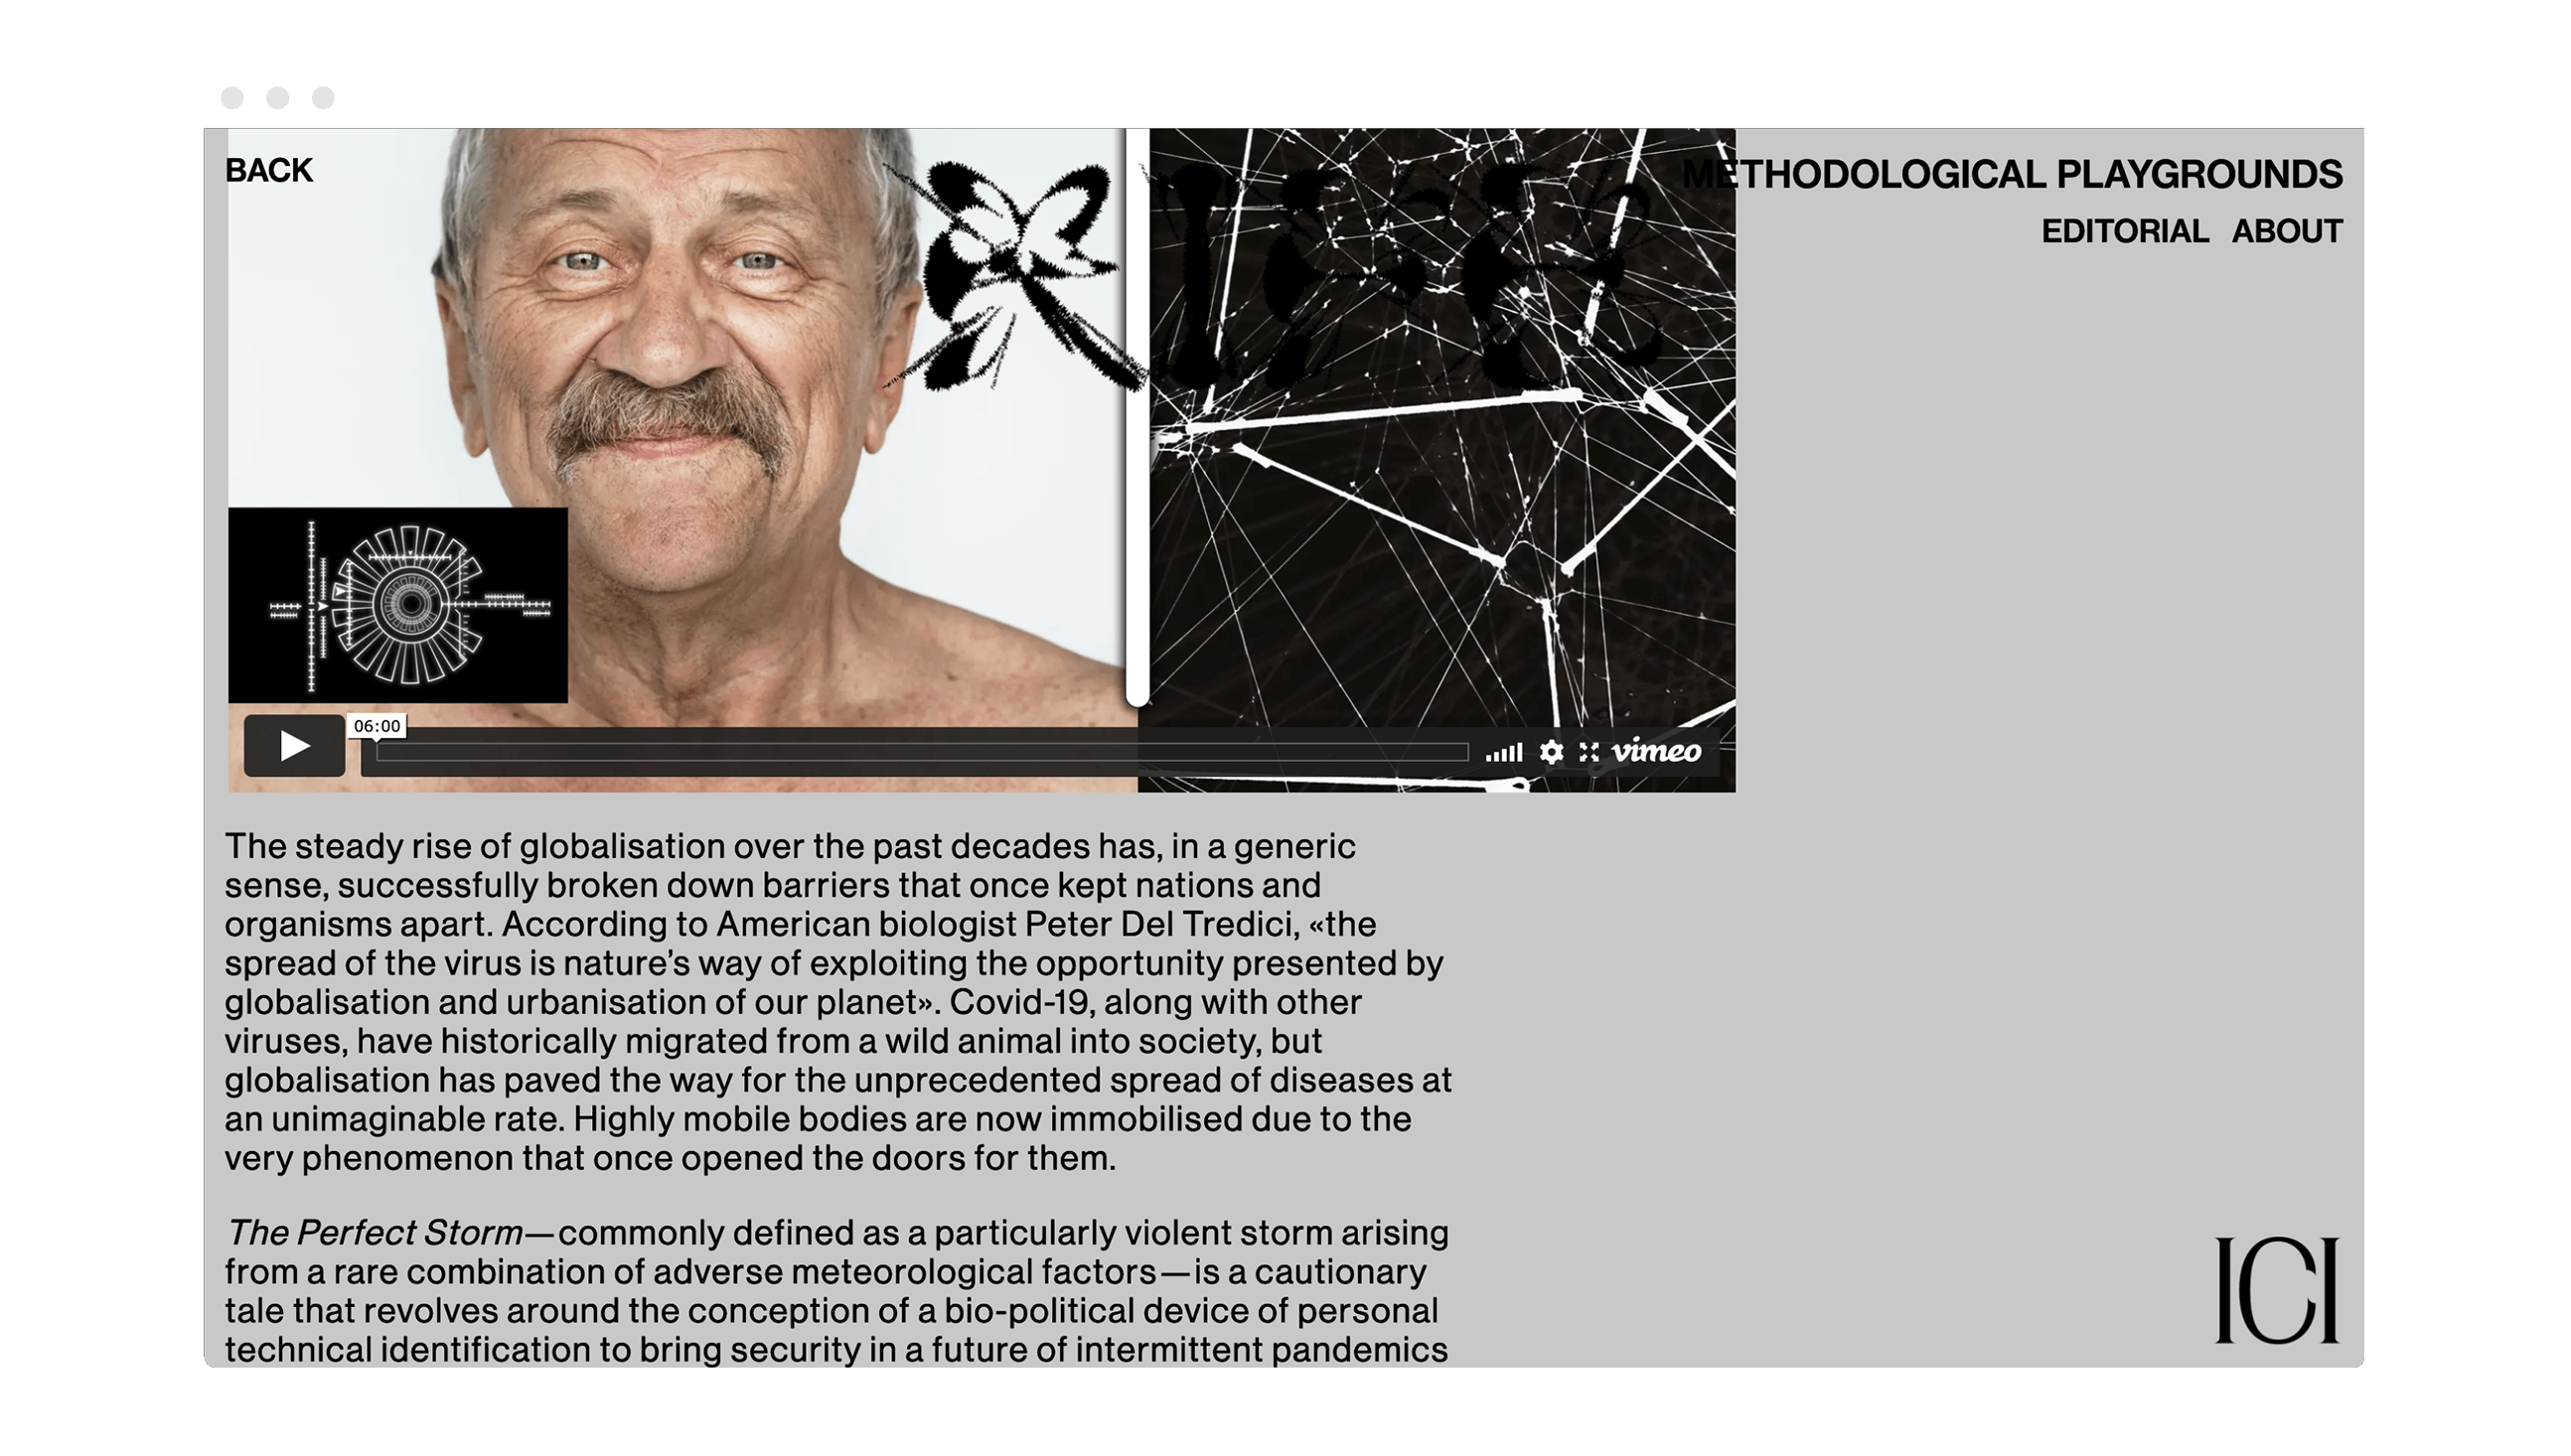 BACK
METHODOLOGICAL PLAYGROUNDS
EDITORIAL ABOUT
06:00
vimeo
The steady rise of globalisation over the past decades has, in a generic
sense, successfully broken down barriers that once kept nations and
organisms apart. According to American biologist Peter Del Tredici, «the
spread of the virus is nature’s way of exploiting the opportunity presented by
globalisation and urbanisation of our planet». Covid-19, along with other
viruses, have historically migrated from a wild animal into society, but
globalisation has paved the way for the unprecedented spread of diseases at
an unimaginable rate. Highly mobile bodies are now immobilised due to the
very phenomenon that once opened the doors for them.
The Perfect Storm—commonly defined as a particularly violent storm arising
from a rare combination of adverse meteorological factors—is a cautionary
tale that revolves around the conception of a bio-political device of personal
technical identification to bring security in a future of intermittent pandemics
ICI